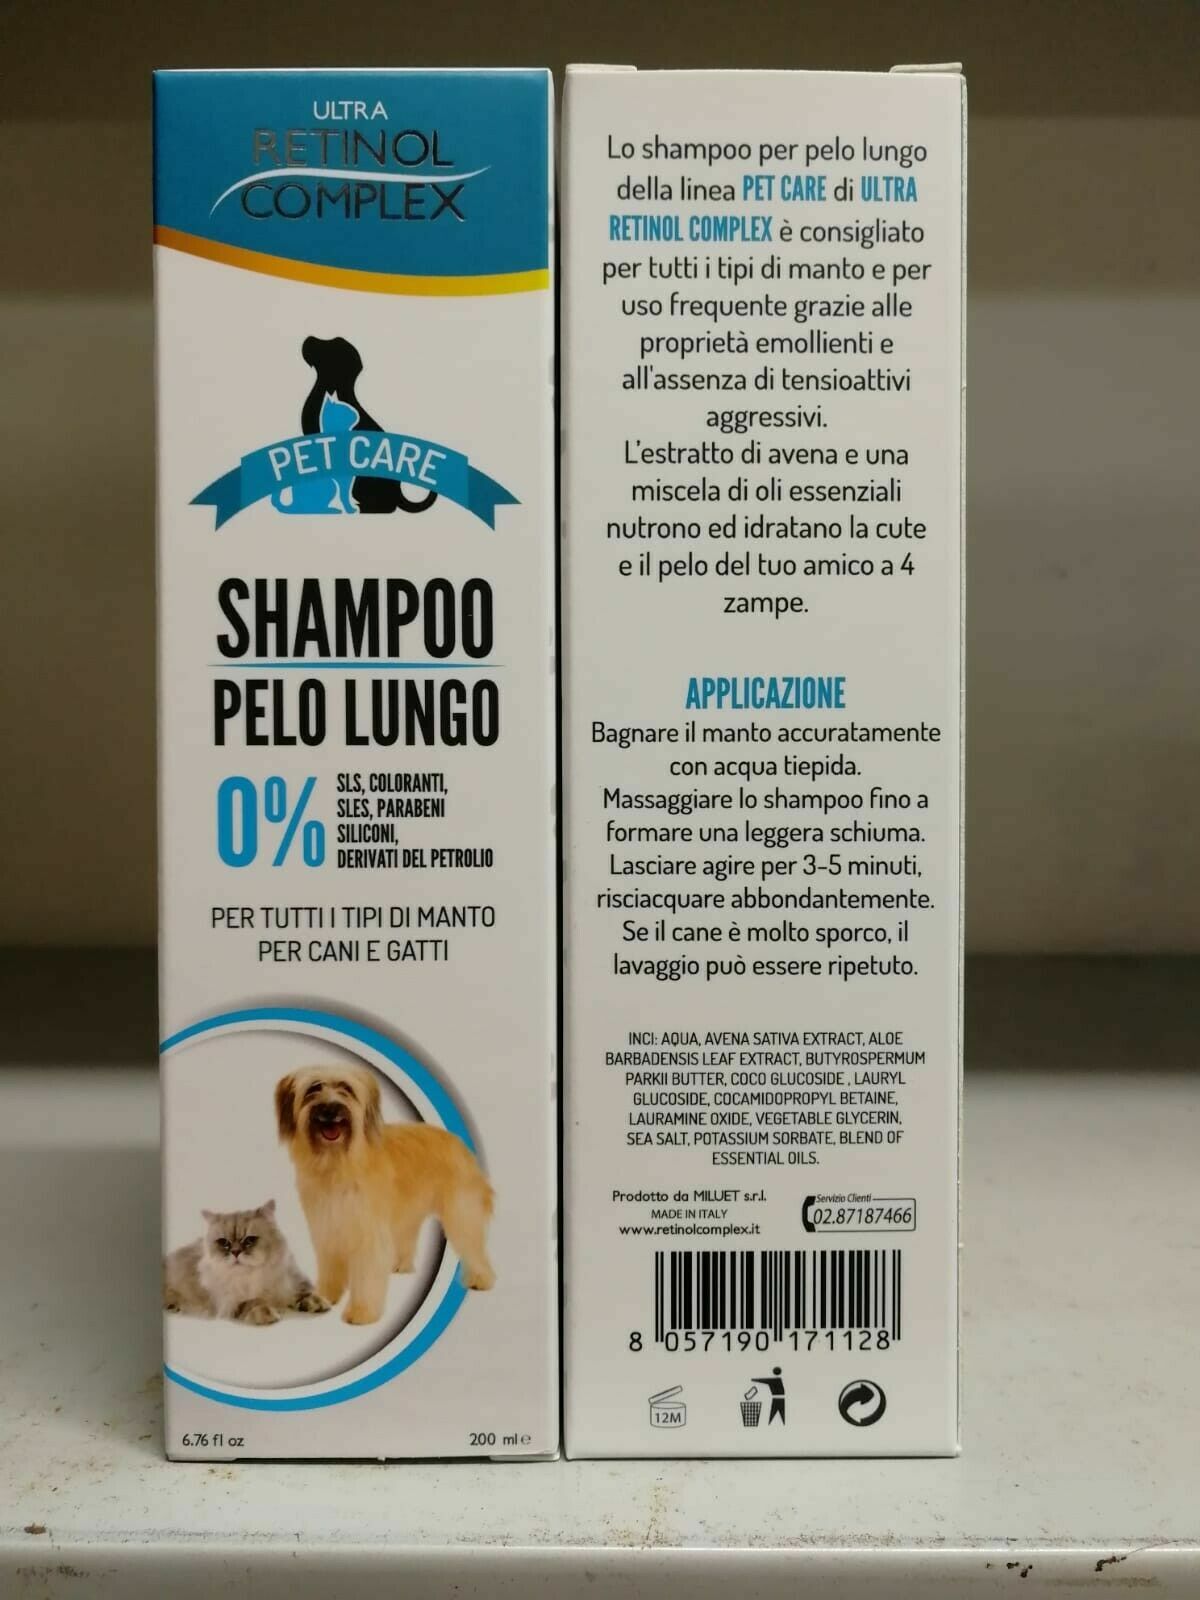 ULTRA
RETINOL
COMPLEX
PET CARE
SHAMPOO
PELO LUNGO
0%
SLS, COLORANTI,
SLES, PARABENI
SILICONI,
DERIVATI DEL PETROLIO
PER TUTTI I TIPI DI MANTO
PER CANI E GATTI
6.76 fl oz
200 ml e
Lo shampoo per pelo lungo
della linea PET CARE di ULTRA
RETINOL COMPLEX è consigliato
per tutti i tipi di manto e per
uso frequente grazie alle
proprietà emollienti e
all'assenza di tensioattivi
aggressivi.
L'estratto di avena e una
miscela di oli essenziali
nutrono ed idratano la cute
e il pelo del tuo amico a 4
zampe.
APPLICAZIONE
Bagnare il manto accuratamente
con acqua tiepida.
Massaggiare lo shampoo fino a
formare una leggera schiuma.
Lasciare agire per 3-5 minuti,
risciacquare abbondantemente.
Se il cane è molto sporco, il
lavaggio può essere ripetuto.
INCI: AQUA, AVENA SATIVA EXTRACT, ALOE
BARBADENSIS LEAF EXTRACT, BUTYROSPERMUM
PARKII BUTTER, COCO GLUCOSIDE , LAURYL
GLUCOSIDE, COCAMIDOPROPYL BETAINE,
LAURAMINE OXIDE, VEGETABLE GLYCERIN,
SEA SALT, POTASSIUM SORBATE, BLEND OF
ESSENTIAL OILS.
Prodotto da MILUET s.r.l.
MADE IN ITALY
www.retinolcomplex.it
Servizio Clienti
02.87187466
8 057190 171128
12M